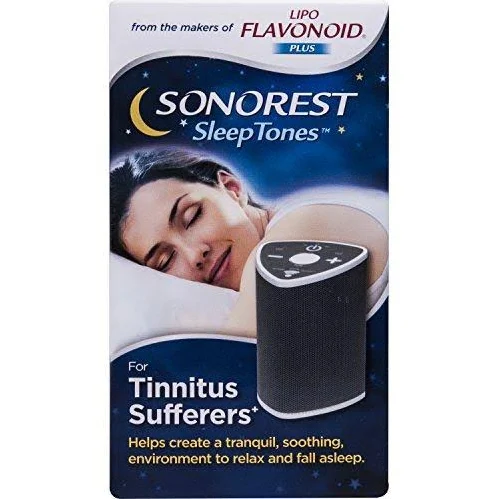 from the makers of
LIPO
FLAVONOID®
PLUS
SONOREST
SleepTones™
For
Tinnitus
Sufferers⁺
Helps create a tranquil, soothing,
environment to relax and fall asleep.